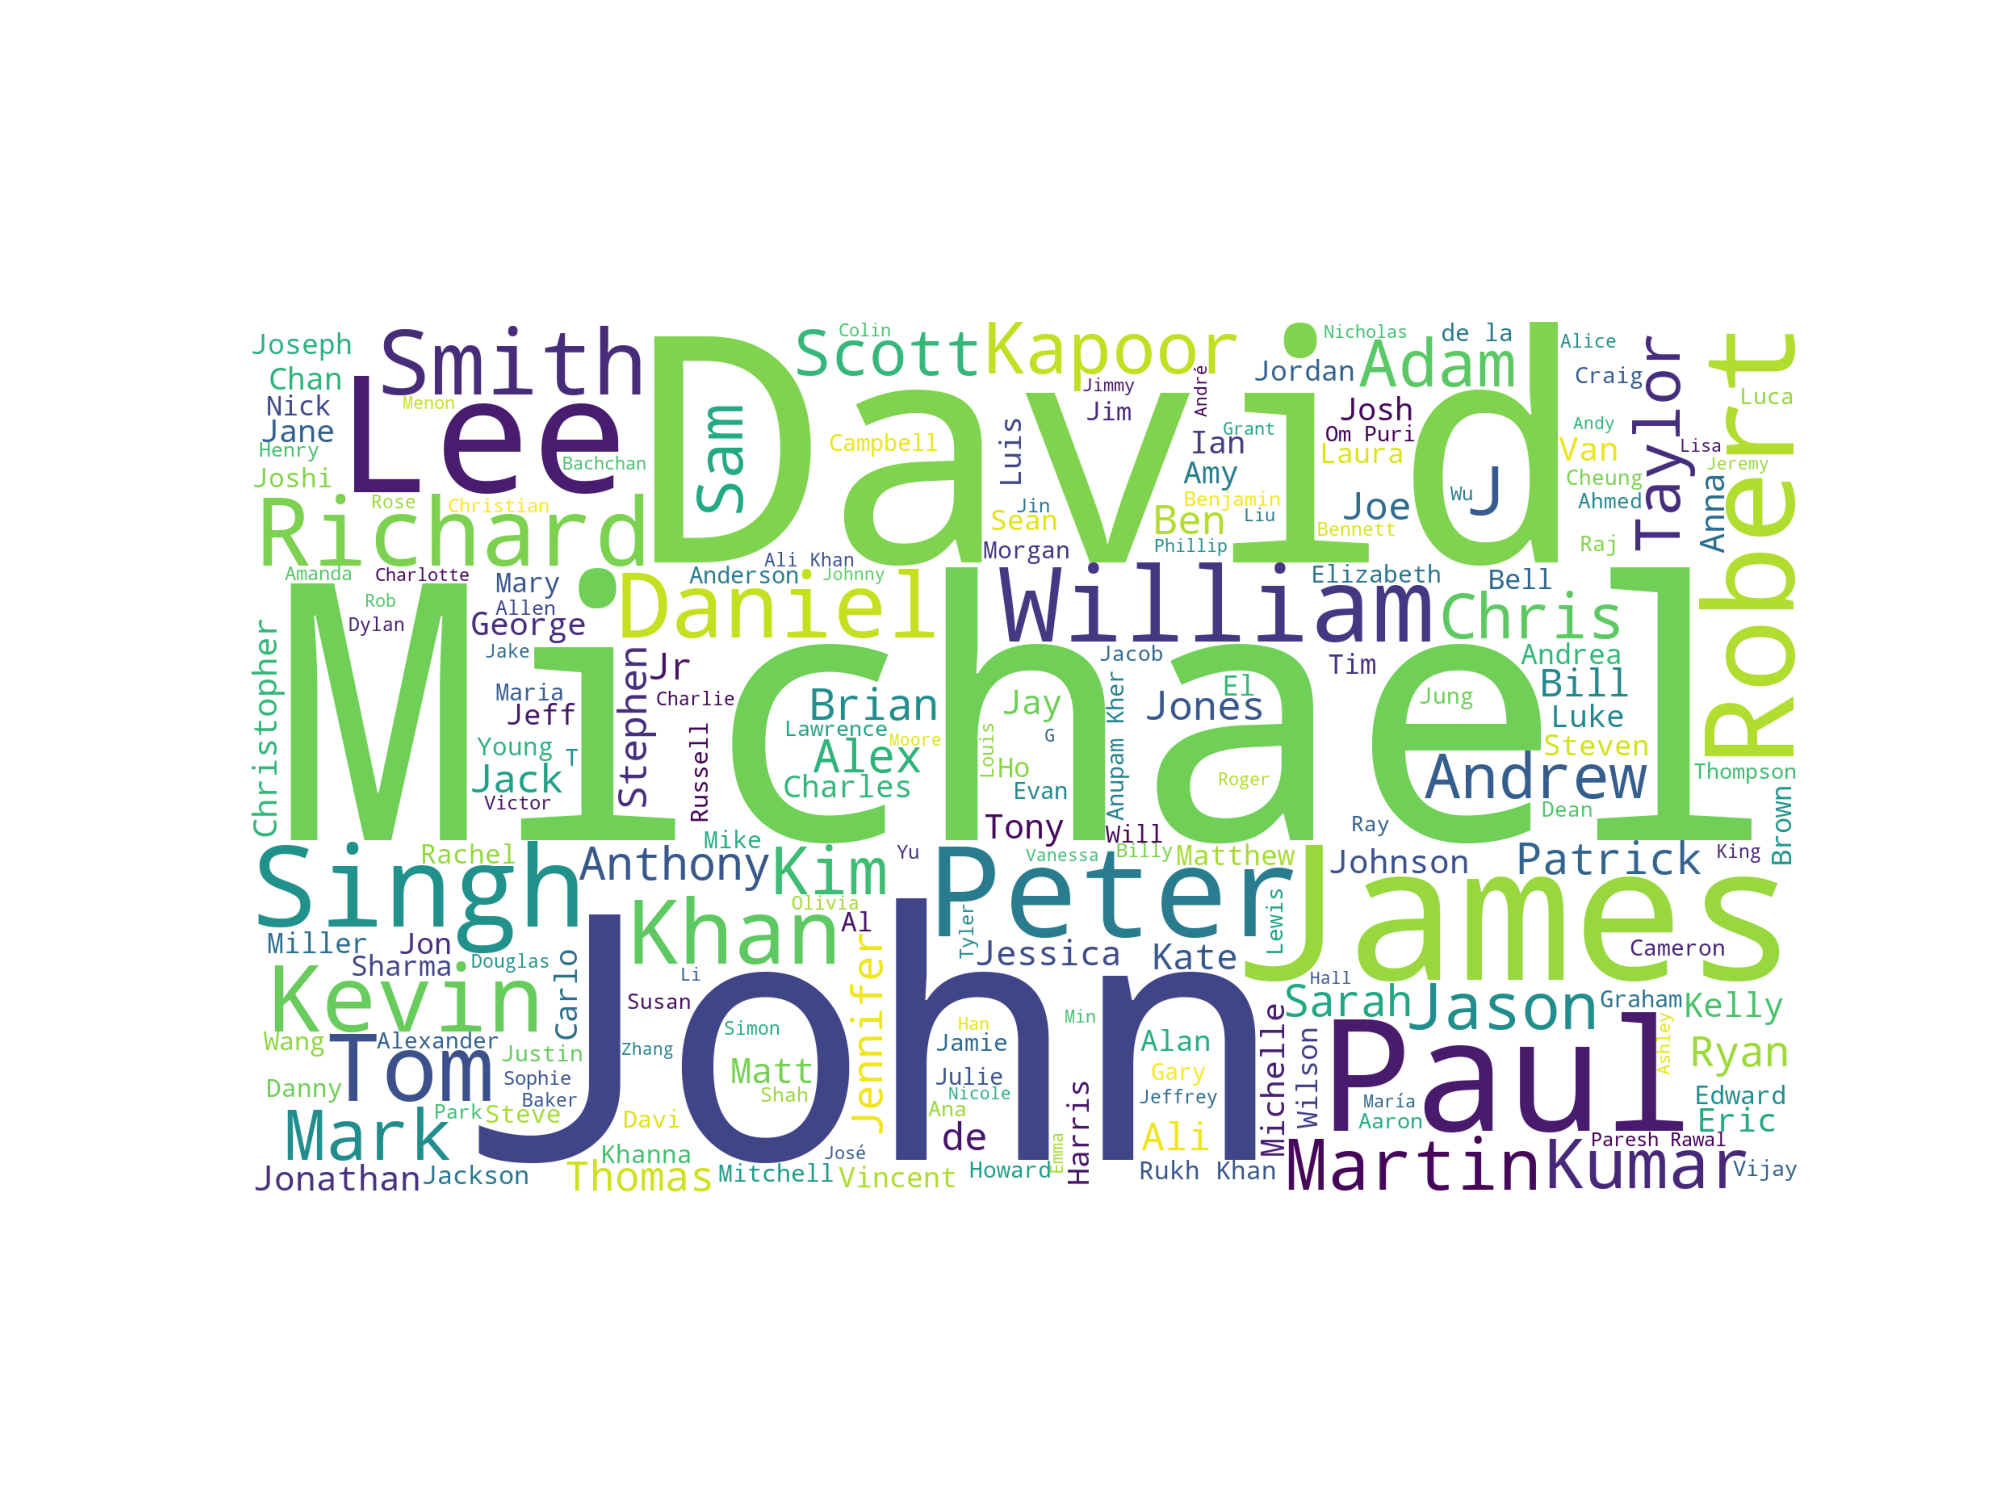 Joseph
Smith
Colin
Scott
Kapoor
David
Nicholas
de la
Alice
Adam
Taylor
Robert
Chan
Lee
Sam
Jimmy
André
Jordan
Craig
Luca
Nick
Menon
Jim
Josh
Jane
Campbell
Luis
Ian
Grant
Om Puri
Andy
Henry
Bachchan
Laura
Van
Lisa
Joshi
Amy
Cheung
Jeremy
Richard
Rose
Christian
Jin
Benjamin
Joe
Wu
J
Ahmed
Anna
Sean
Ben
Liu
Bennett
Morgan
Phillip
Raj
Ali Khan
Amanda
Charlotte
Mary
Anderson
Johnny
William
Elizabeth
Bell
Michael
Rob
Allen
Daniel
Chris
Dylan
George
Christopher
Jake
Stephen
Jr
Jacob
Tim
Andrea
Maria
Charlie
Brian
Jay
Anupam Kher
Jones
El
Jung
Bill
Jeff
Lawrence
Moore
Louis
G
Luke
Young
T
Russell
Alex
Steven
Jack
Charles
Ho
Roger
Andrew
Thompson
Victor
Evan
Dean
Brown
Mike
Tony
Will
Ray
Singh
Rachel
Anthony
Kim
Yu
Peter
Vanessa
Billy
Matthew
Johnson
Patrick
King
Olivia
James
Khan
Al
Tyler
Lewis
Miller
Jon
John
Jennifer
Jessica
Kate
Cameron
Sharma
Douglas
Carlo
Li
Hall
Kevin
Susan
Sarah
Jason
Graham
Kelly
Simon
Han
Min
Michelle
Paul
Wang
Tom
Alexander
Justin
Zhang
Jamie
Alan
Wilson
Ashley
Ryan
Danny
Sophie
Matt
Julie
Gary
Baker
Shah
Nicole
Jeffrey
María
Edward
Mark
Park
Steve
Davi
Ana
Harris
Aaron
Eric
Khanna
José
de
Emma
Ali
Paresh Rawal
Jonathan
Jackson
Thomas
Mitchell
Vincent
Howard
Rukh Khan
Martin
Kumar
Vijay